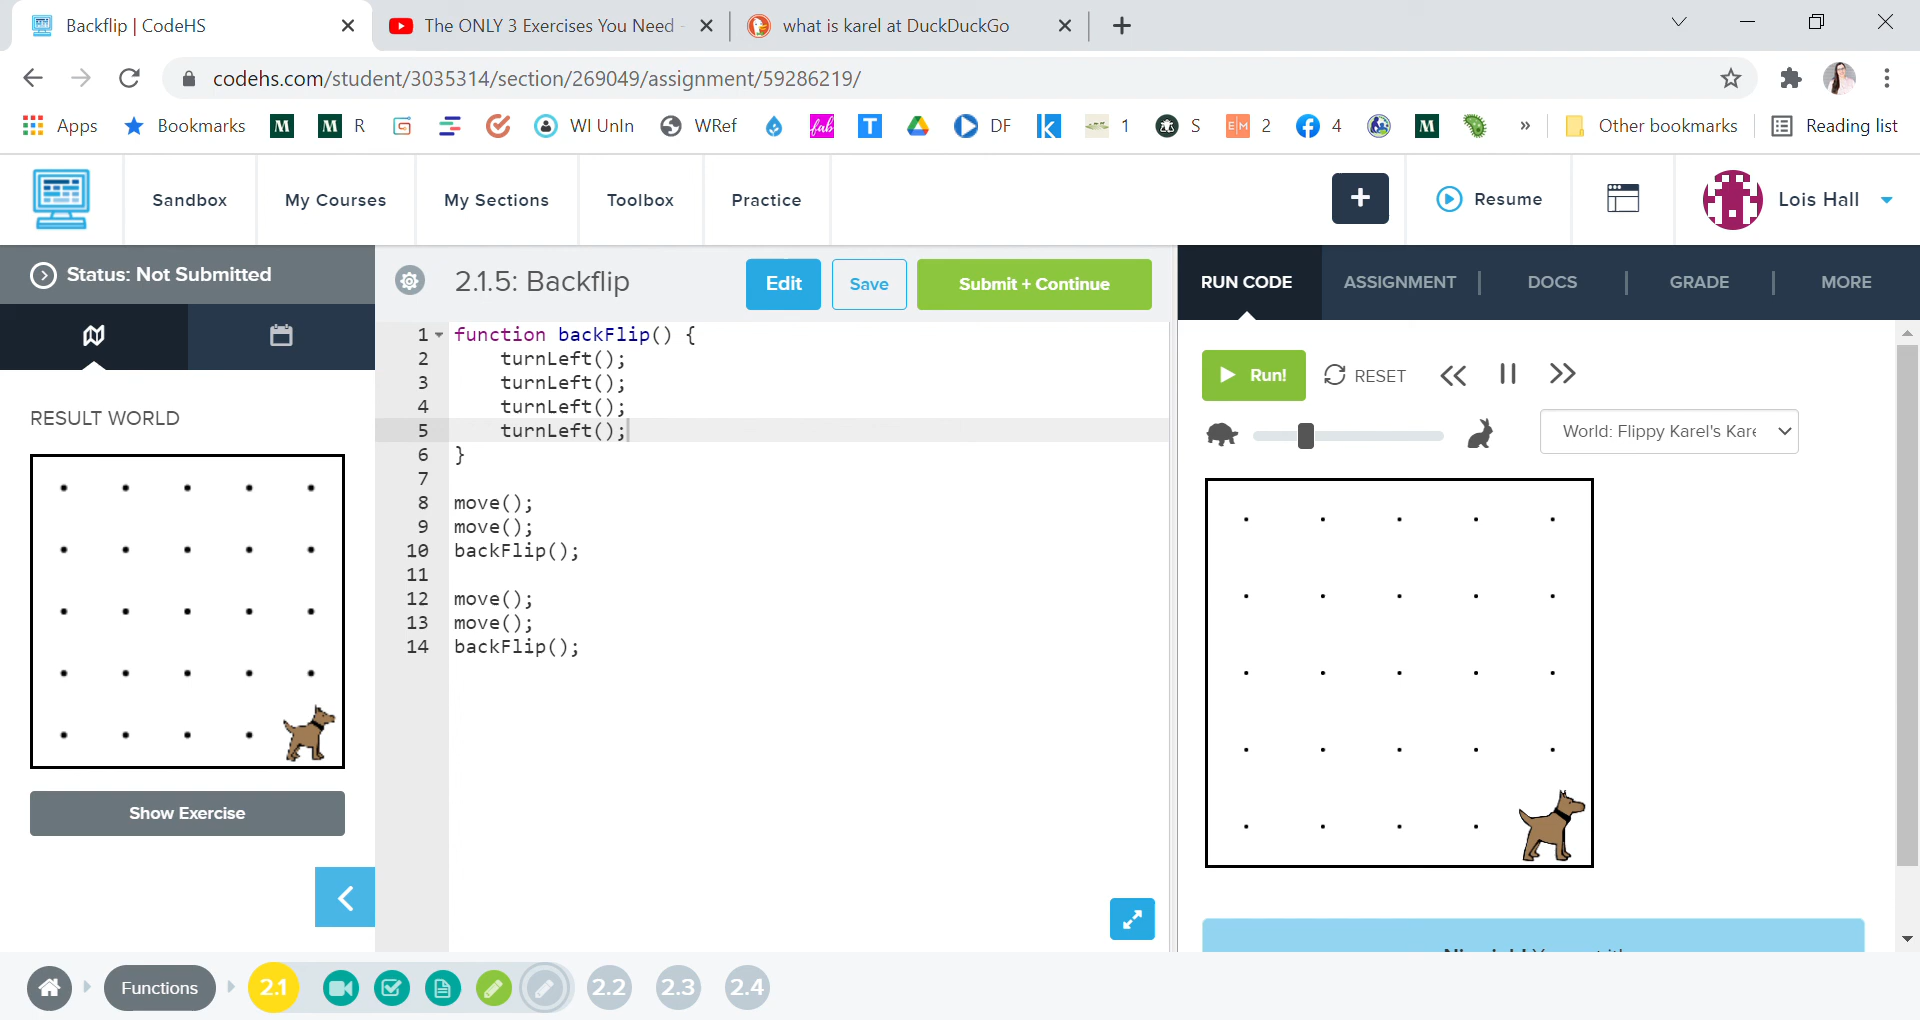 Backflip | CodeHS
The ONLY 3 Exercises You Need
what is karel at DuckDuckGo
codehs.com/student/3035314/section/269049/assignment/59286219/
Apps
Bookmarks
M
M R
WI UnIn
WRef
fab
T
DF
1
S
EM 2
4
M
»
Other bookmarks
Reading list
Sandbox
My Courses
My Sections
Toolbox
Practice
+
Resume
Lois Hall
Status: Not Submitted
2.1.5: Backflip
Edit
Save
Submit + Continue
RUN CODE
ASSIGNMENT
DOCS
GRADE
MORE
RESULT WORLD
Show Exercise
1 function backFlip() {
2 turnLeft();
3 turnLeft();
4 turnLeft();
5 turnLeft();
6 }
7
8 move();
9 move();
10 backFlip();
11
12 move();
13 move();
14 backFlip();
Run!
RESET
World: Flippy Karel's Kare
Functions
2.1
2.2
2.3
2.4